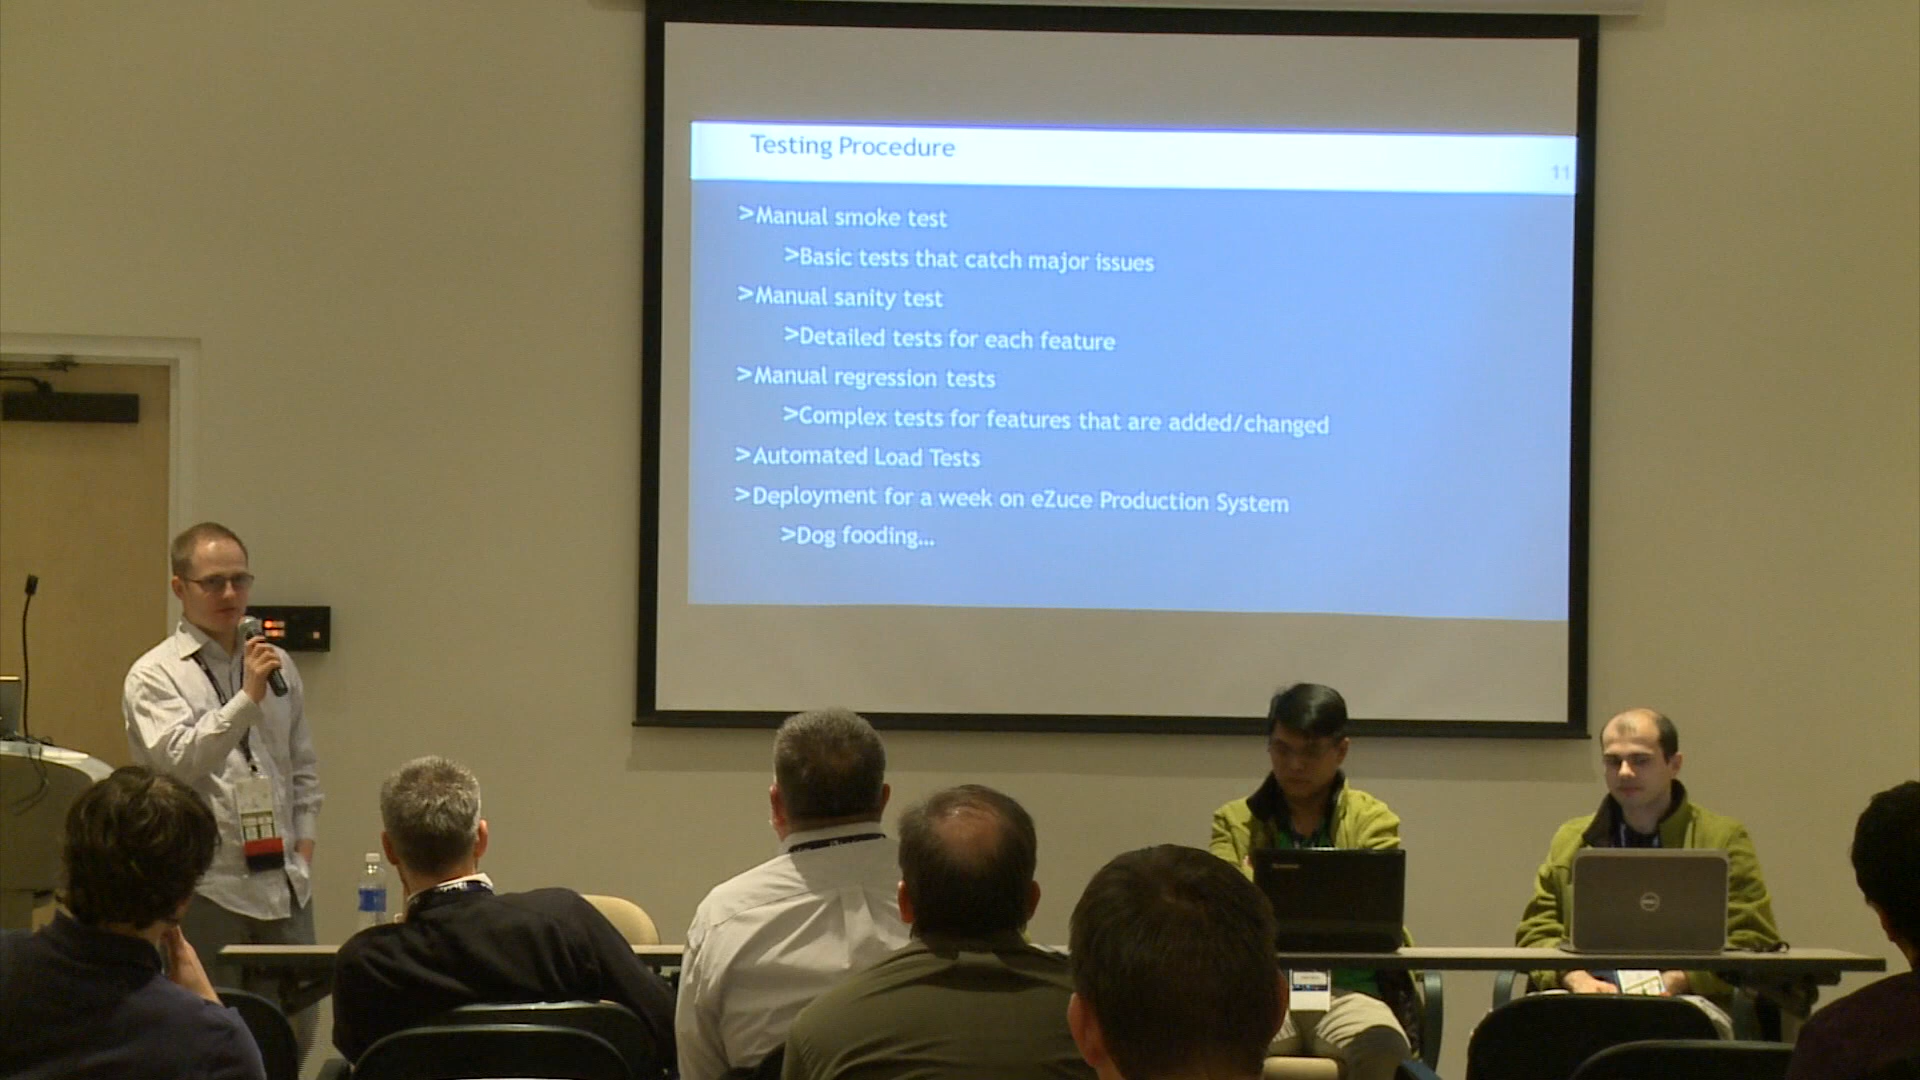 Testing Procedure
11
>Manual smoke test
>Basic tests that catch major issues
>Manual sanity test
>Detailed tests for each feature
>Manual regression tests
>Complex tests for features that are added/changed
>Automated Load Tests
>Deployment for a week on eZuce Production System
>Dog fooding...
DELL